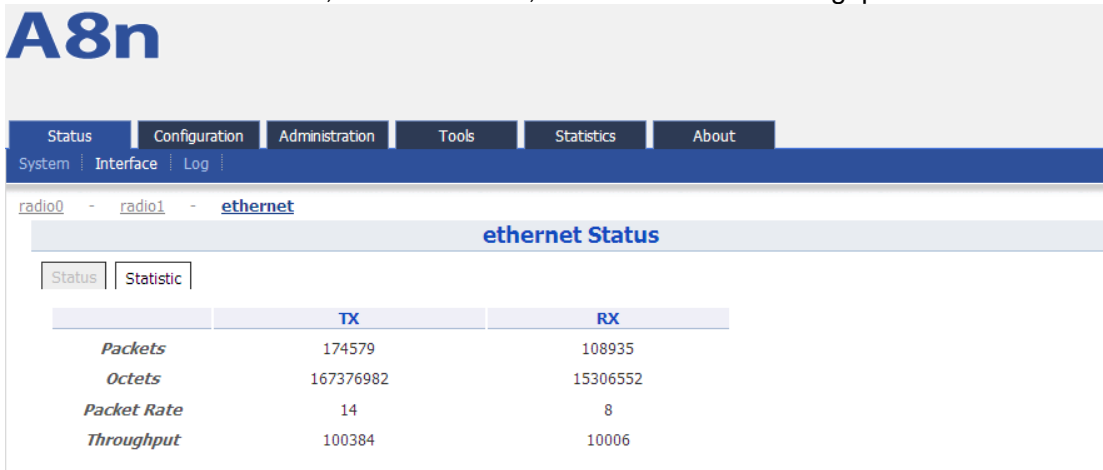 A8n
Status Configuration Administration Tools Statistics About
System Interface Log
radio0 - radio1 - ethernet
ethernet Status
Status Statistic
TX RX
Packets 174579 108935
Octets 167376982 15306552
Packet Rate 14 8
Throughput 100384 10006